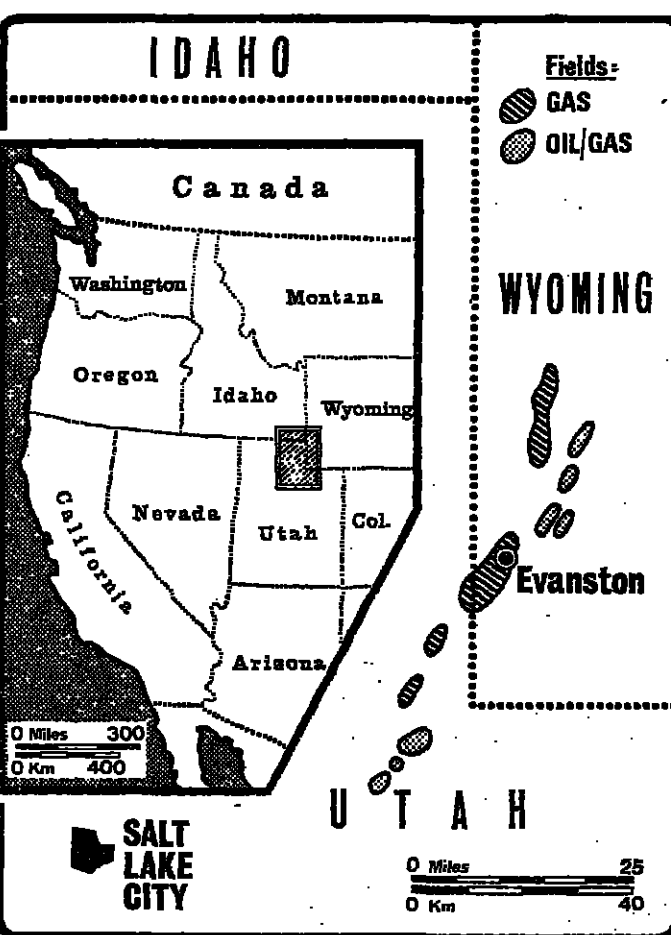 IDAHO
Fields:
GAS
OIL/GAS
WYOMING
Evanston
UTAH
SALT
LAKE
CITY
0 Miles 25
0 Km 40
Canada
Washington
Montana
Oregon
Idaho
Wyoming
Nevada
Utah
Col.
California
Arizona
0 Miles 300
0 Km 400